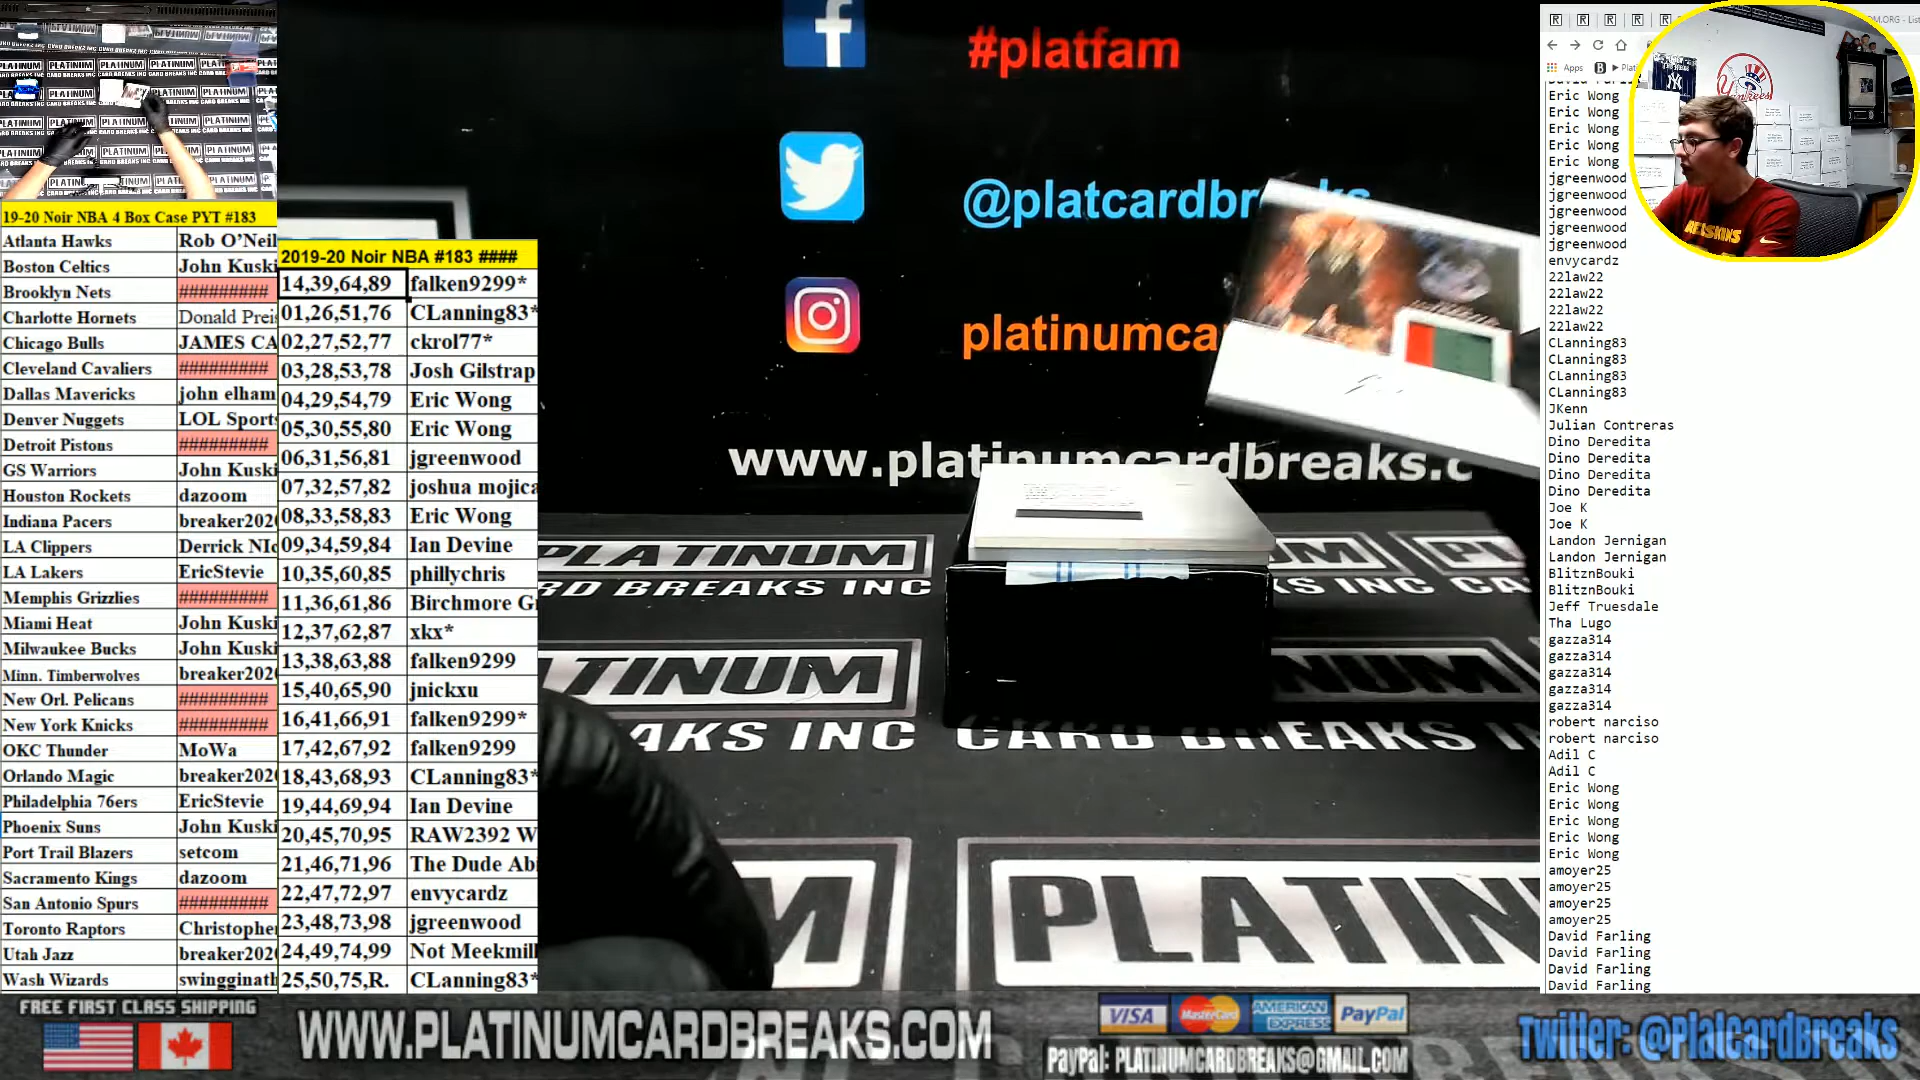 19-20 Noir NBA 4 Box Case PYT #183
Atlanta Hawks Rob O'Neil
Boston Celtics John Kuski
Brooklyn Nets #########
Charlotte Hornets Donald Preis
Chicago Bulls JAMES CA
Cleveland Cavaliers #########
Dallas Mavericks john elham
Denver Nuggets LOL Sports
Detroit Pistons #########
GS Warriors John Kuski
Houston Rockets dazoom
Indiana Pacers breaker202
LA Clippers Derrick NIc
LA Lakers EricStevie
Memphis Grizzlies #########
Miami Heat John Kuski
Milwaukee Bucks John Kuski
Minn. Timberwolves breaker202
New Orl. Pelicans #########
New York Knicks #########
OKC Thunder MoWa
Orlando Magic breaker202
Philadelphia 76ers EricStevie
Phoenix Suns John Kuski
Port Trail Blazers setcom
Sacramento Kings dazoom
San Antonio Spurs #########
Toronto Raptors Christophe
Utah Jazz breaker202
Wash Wizards swingginath
2019-20 Noir NBA #183 ####
14,39,64,89 falken9299*
01,26,51,76 CLanning83*
02,27,52,77 ckrol77*
03,28,53,78 Josh Gilstrap
04,29,54,79 Eric Wong
05,30,55,80 Eric Wong
06,31,56,81 jgreenwood
07,32,57,82 joshua mojica
08,33,58,83 Eric Wong
09,34,59,84 Ian Devine
10,35,60,85 phillychris
11,36,61,86 Birchmore G
12,37,62,87 xkx*
13,38,63,88 falken9299
15,40,65,90 jnickxu
16,41,66,91 falken9299*
17,42,67,92 falken9299
18,43,68,93 CLanning83*
19,44,69,94 Ian Devine
20,45,70,95 RAW2392 W
21,46,71,96 The Dude Abi
22,47,72,97 envycardz
23,48,73,98 jgreenwood
24,49,74,99 Not Meekmill
25,50,75,R. CLanning83*
#platfam
@platcardbreaks
platinumca
www.platinumcardbreaks.c
PLATINUM
CARD BREAKS INC
Apps
Eric Wong
Eric Wong
Eric Wong
Eric Wong
Eric Wong
jgreenwood
jgreenwood
jgreenwood
jgreenwood
jgreenwood
envycardz
22law22
22law22
22law22
22law22
CLanning83
CLanning83
CLanning83
CLanning83
JKenn
Julian Contreras
Dino Deredita
Dino Deredita
Dino Deredita
Dino Deredita
Joe K
Joe K
Landon Jernigan
Landon Jernigan
BlitznBouki
BlitznBouki
Jeff Truesdale
Tha Lugo
gazza314
gazza314
gazza314
gazza314
gazza314
robert narciso
robert narciso
Adil C
Adil C
Eric Wong
Eric Wong
Eric Wong
Eric Wong
Eric Wong
amoyer25
amoyer25
amoyer25
amoyer25
David Farling
David Farling
David Farling
David Farling
Yankees
REDSKINS
FREE FIRST CLASS SHIPPING
WWW.PLATINUMCARDBREAKS.COM
VISA MasterCard AMERICAN EXPRESS PayPal
PayPal: PLATINUMCARDBREAKS@GMAIL.COM
Twitter: @PlatCardBreaks